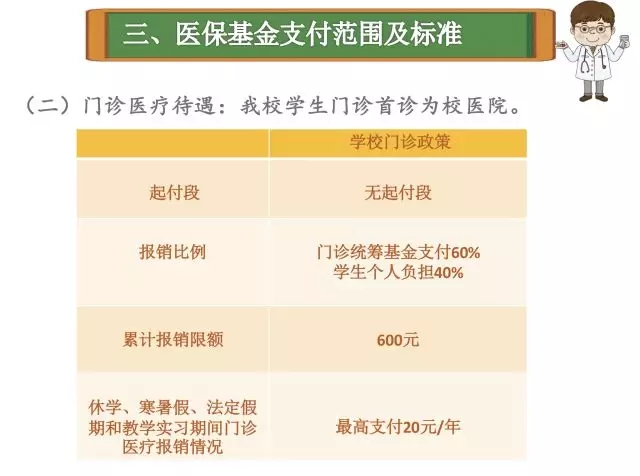 三、医保基金支付范围及标准
（二）门诊医疗待遇：我校学生门诊首诊为校医院。
学校门诊政策
起付段
无起付段
报销比例
门诊统筹基金支付60%
学生个人负担40%
累计报销限额
600元
休学、寒暑假、法定假
期和教学实习期间门诊
医疗报销情况
最高支付20元/年